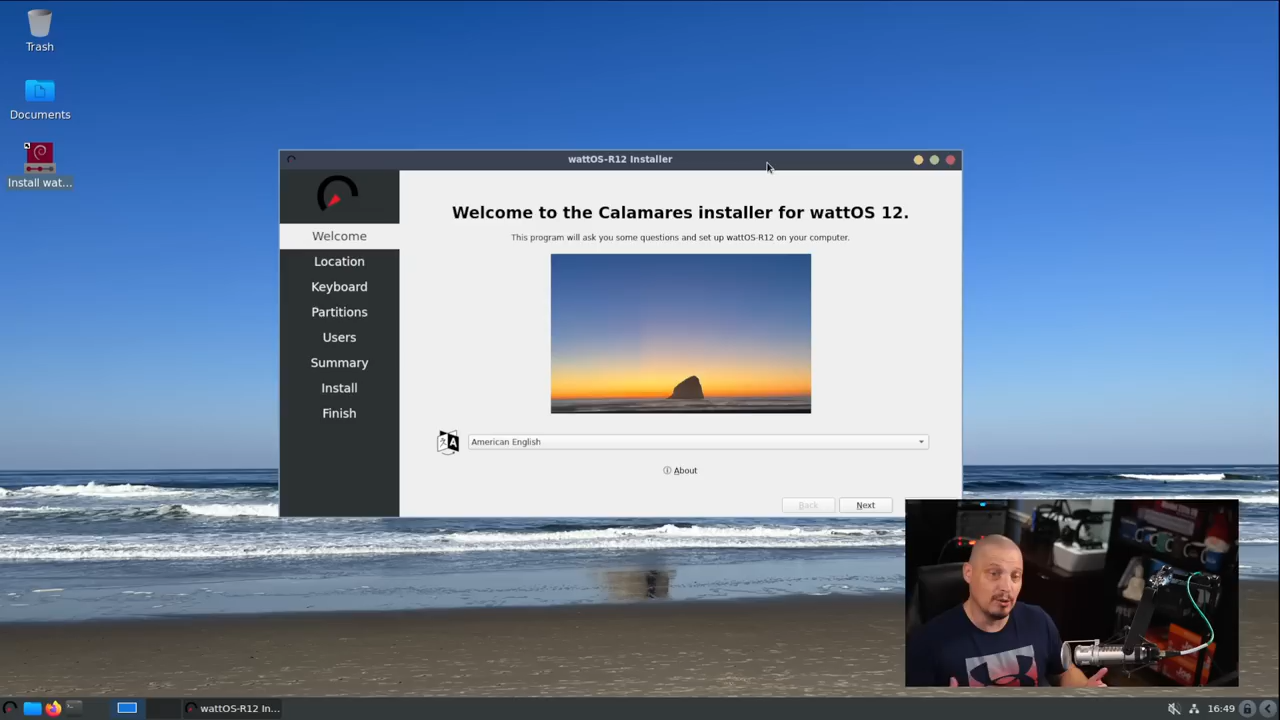 Trash
Documents
Install wat...
wattOS-R12 Installer
Welcome
Location
Keyboard
Partitions
Users
Summary
Install
Finish
Welcome to the Calamares installer for wattOS 12.
This program will ask you some questions and set up wattOS-R12 on your computer.
American English
About
Back
Next
wattOS-R12 In...
16:49